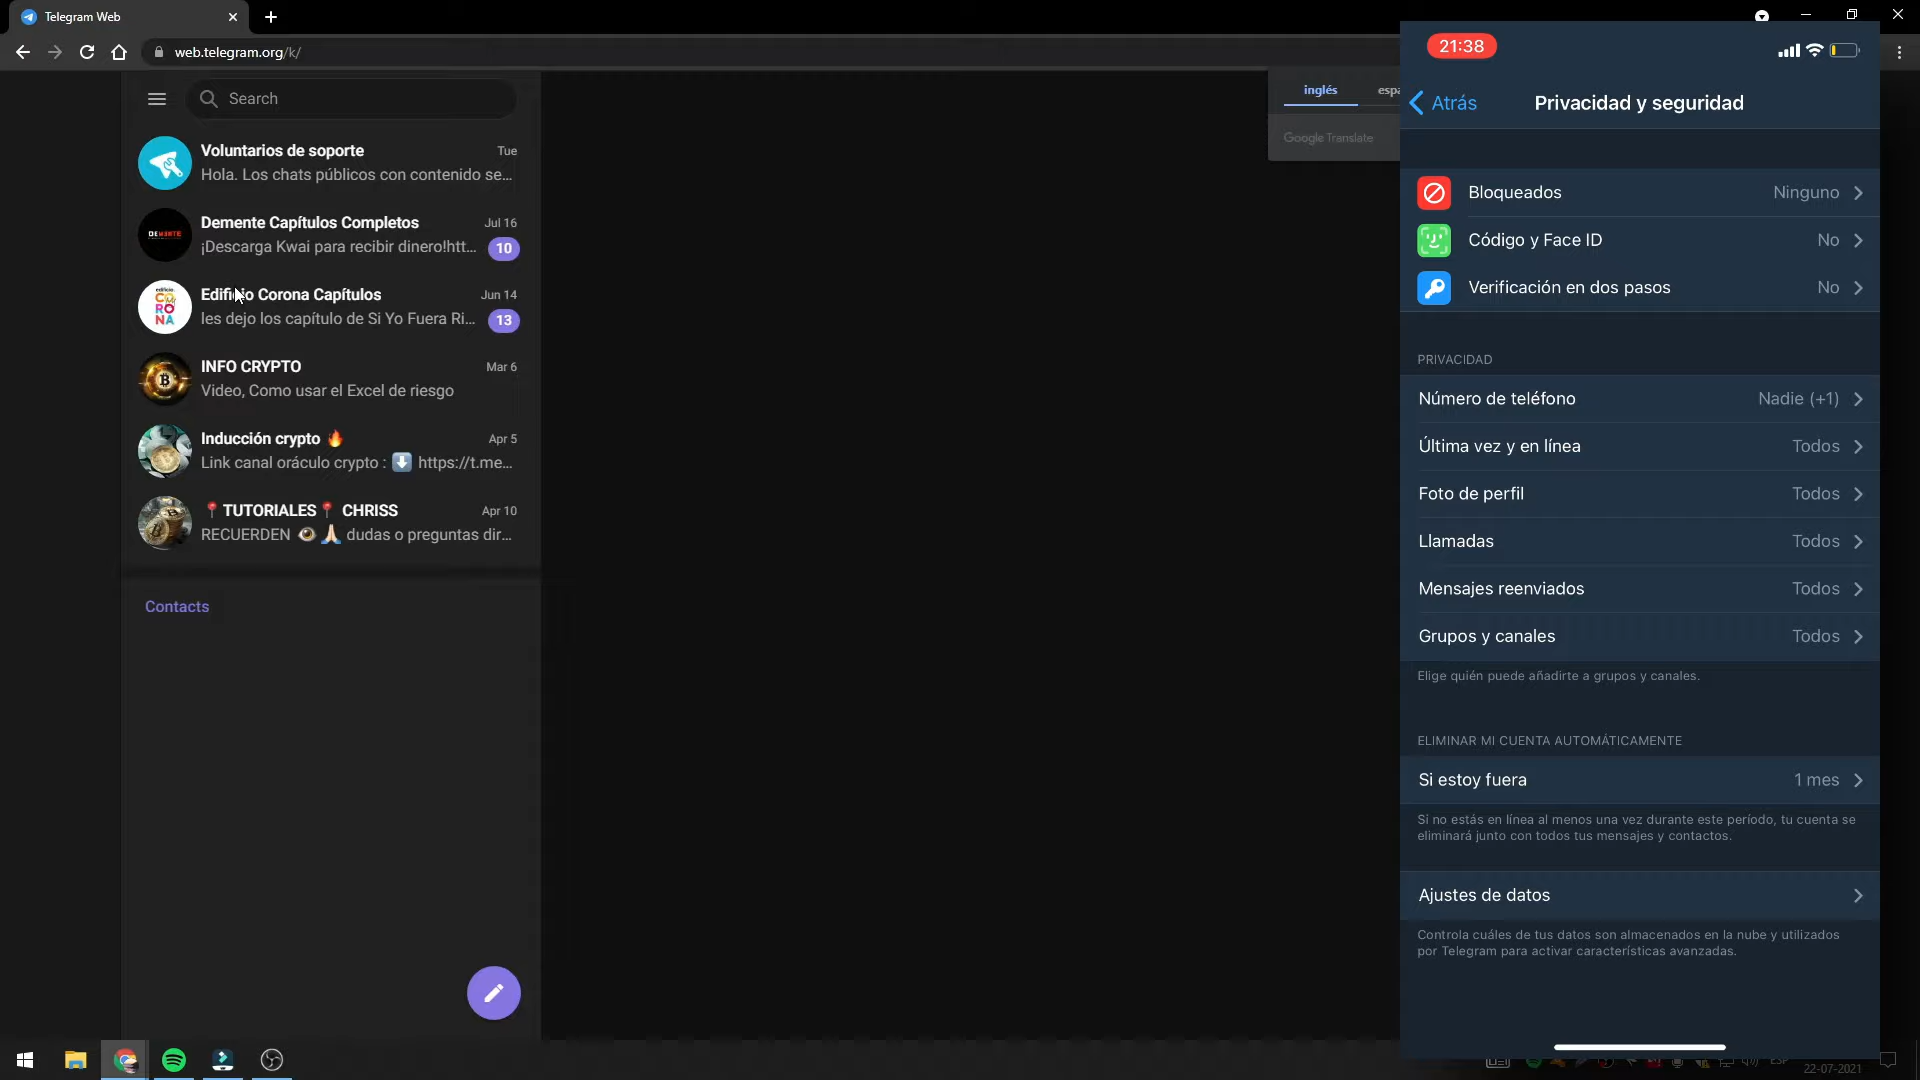 Telegram Web
web.telegram.org/k/
Search
Voluntarios de soporte
Tue
Hola. Los chats públicos con contenido se...
Demente Capítulos Completos
Jul 16
¡Descarga Kwai para recibir dinero!htt...
10
Edificio Corona Capítulos
Jun 14
les dejo los capítulo de Si Yo Fuera Ri...
13
INFO CRYPTO
Mar 6
Video, Como usar el Excel de riesgo
Inducción crypto 🔥
Apr 5
Link canal oráculo crypto : ⬇️ https://t.me...
📍TUTORIALES📍 CHRISS
Apr 10
RECUERDEN 👁️🙏🏻 dudas o preguntas dir...
Contacts
DEMENTE
edificio
CO
MI
RO
NA
inglés
espa
Google Translate
21:38
Atrás
Privacidad y seguridad
Bloqueados
Ninguno
Código y Face ID
No
Verificación en dos pasos
No
PRIVACIDAD
Número de teléfono
Nadie (+1)
Última vez y en línea
Todos
Foto de perfil
Todos
Llamadas
Todos
Mensajes reenviados
Todos
Grupos y canales
Todos
Elige quién puede añadirte a grupos y canales.
ELIMINAR MI CUENTA AUTOMÁTICAMENTE
Si estoy fuera
1 mes
Si no estás en línea al menos una vez durante este período, tu cuenta se
eliminará junto con todos tus mensajes y contactos.
Ajustes de datos
Controla cuáles de tus datos son almacenados en la nube y utilizados
por Telegram para activar características avanzadas.
ESP
22-07-2021